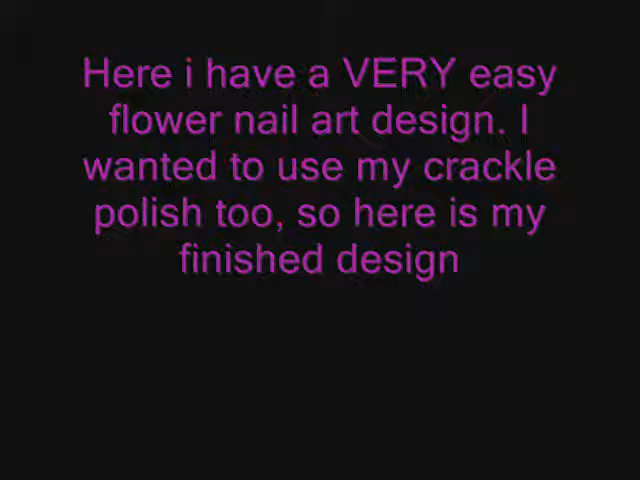 Here i have a VERY easy
flower nail art design. I
wanted to use my crackle
polish too, so here is my
finished design